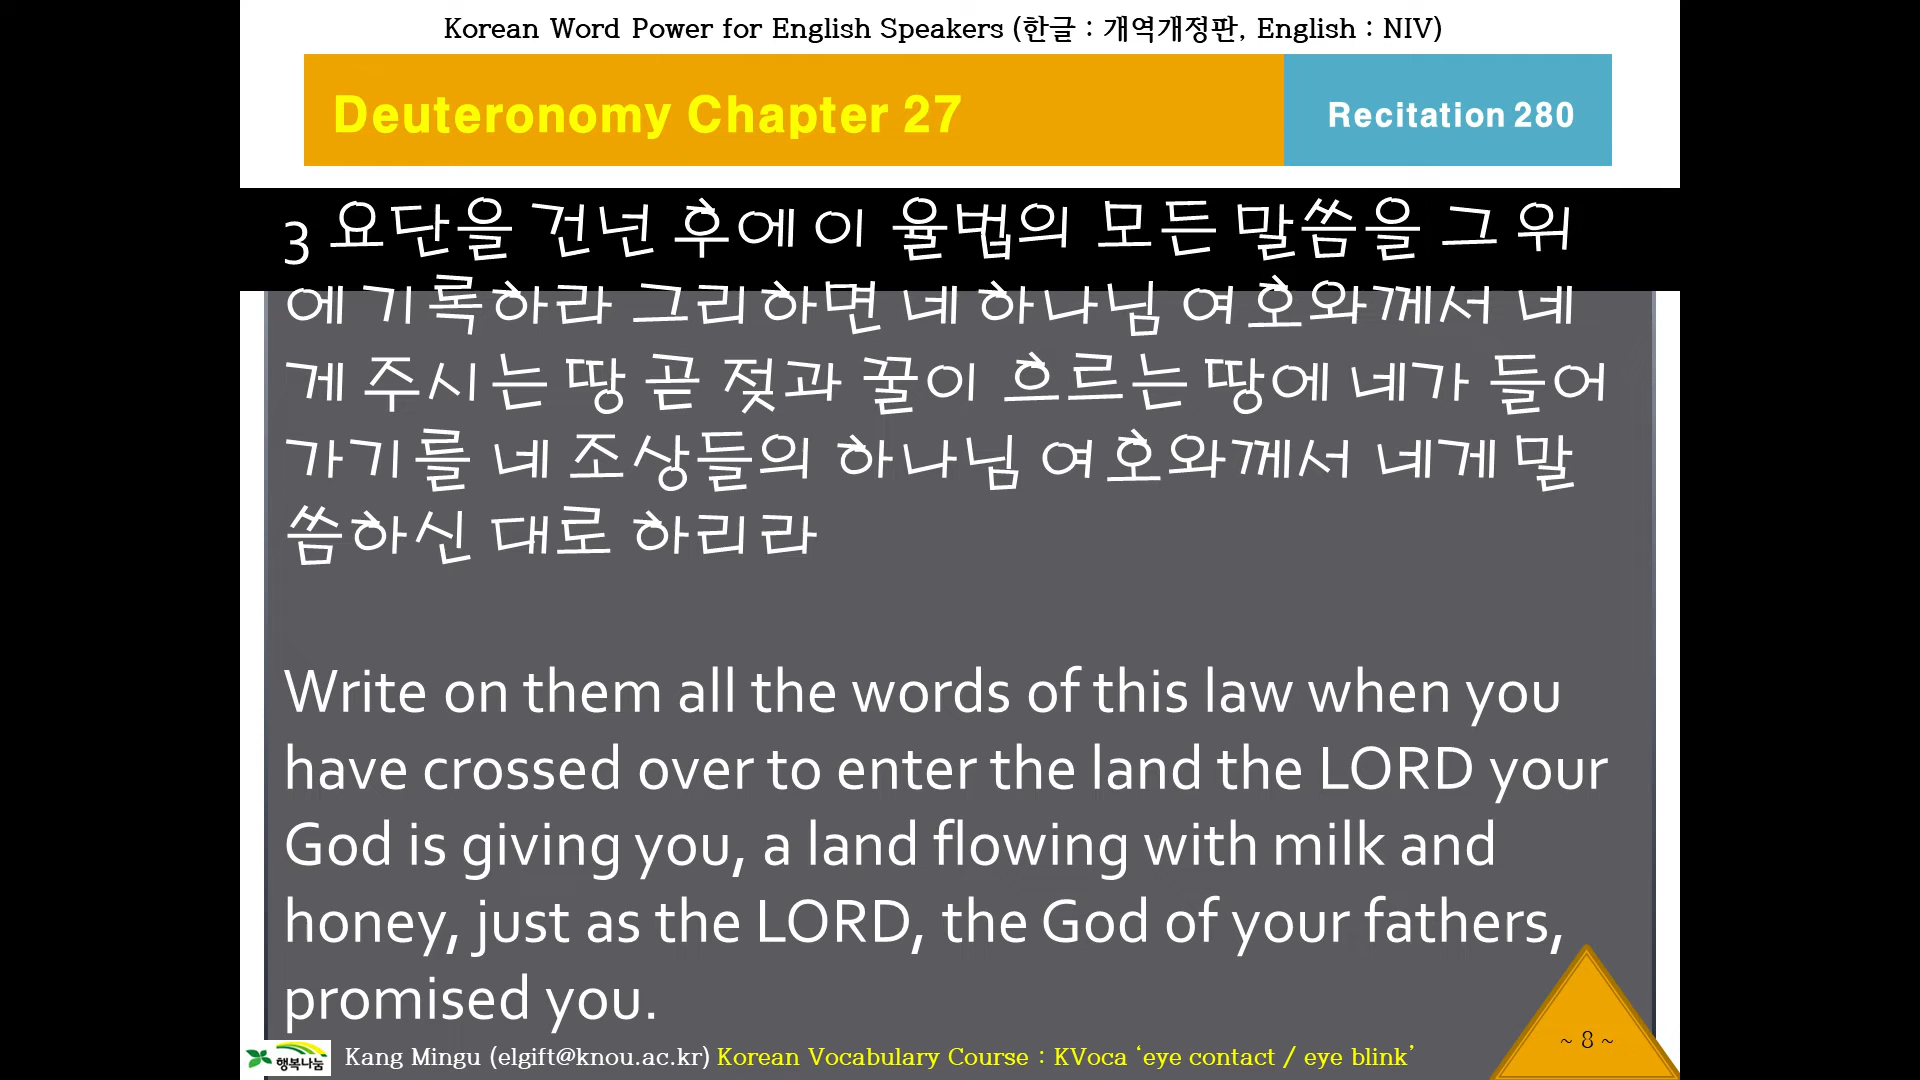 Korean Word Power for English Speakers (한글 : 개역개정판, English : NIV)
Deuteronomy Chapter 27
Recitation 280
3 요단을 건넌 후에 이 율법의 모든 말씀을 그 위
에 기록하라 그리하면 네 하나님 여호와께서 네
게 주시는 땅 곧 젖과 꿀이 흐르는 땅에 네가 들어
가기를 네 조상들의 하나님 여호와께서 네게 말
씀하신 대로 하리라
Write on them all the words of this law when you
have crossed over to enter the land the LORD your
God is giving you, a land flowing with milk and
honey, just as the LORD, the God of your fathers,
promised you.
~ 8 ~
행복나눔
Kang Mingu (elgift@knou.ac.kr) Korean Vocabulary Course : KVoca ‘eye contact / eye blink’